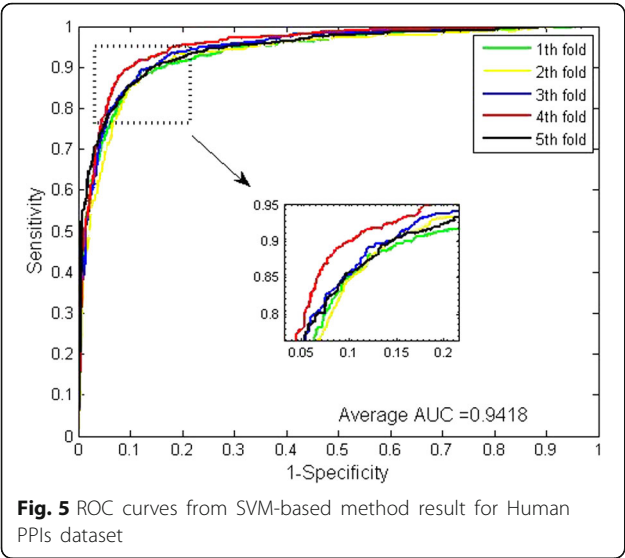 1
0.9
0.8
0.7
0.6
0.5
0.4
0.3
0.2
0.1
0
Sensitivity
1th fold
2th fold
3th fold
4th fold
5th fold
0.95
0.9
0.85
0.8
0.05 0.1 0.15 0.2
Average AUC =0.9418
0 0.1 0.2 0.3 0.4 0.5 0.6 0.7 0.8 0.9 1
1-Specificity
Fig. 5 ROC curves from SVM-based method result for Human
PPIs dataset